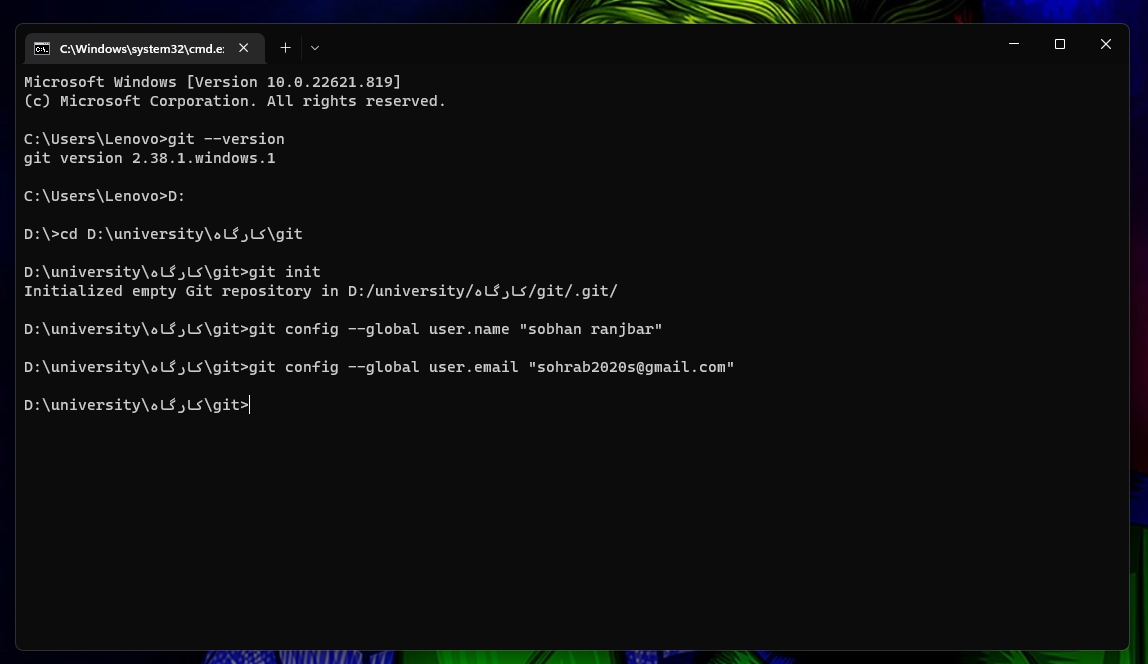 C:\Windows\system32\cmd.e:
Microsoft Windows [Version 10.0.22621.819]
(c) Microsoft Corporation. All rights reserved.
C:\Users\Lenovo>git --version
git version 2.38.1.windows.1
C:\Users\Lenovo>D:
D:\>cd D:\university\کارگاه\git
D:\university\کارگاه\git>git init
Initialized empty Git repository in D:/university/کارگاه/git/.git/
D:\university\کارگاه\git>git config --global user.name "sobhan ranjbar"
D:\university\کارگاه\git>git config --global user.email "sohrab2020s@gmail.com"
D:\university\کارگاه\git>